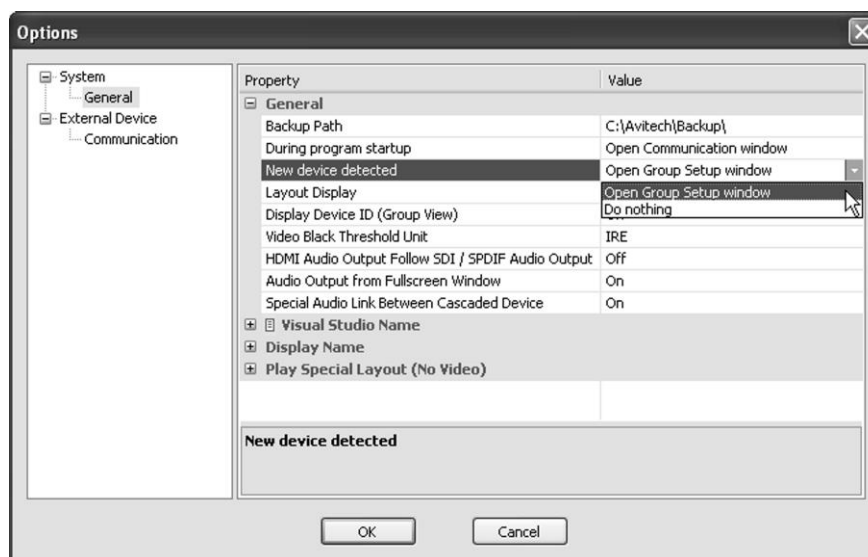 Options
System
General
External Device
Communication
Property Value
General
Backup Path C:\Avitech\Backup\
During program startup Open Communication window
New device detected Open Group Setup window
Layout Display Open Group Setup window
Do nothing
Display Device ID (Group View)
Video Black Threshold Unit IRE
HDMI Audio Output Follow SDI / SPDIF Audio Output Off
Audio Output from Fullscreen Window On
Special Audio Link Between Cascaded Device On
Visual Studio Name
Display Name
Play Special Layout (No Video)
New device detected
OK Cancel